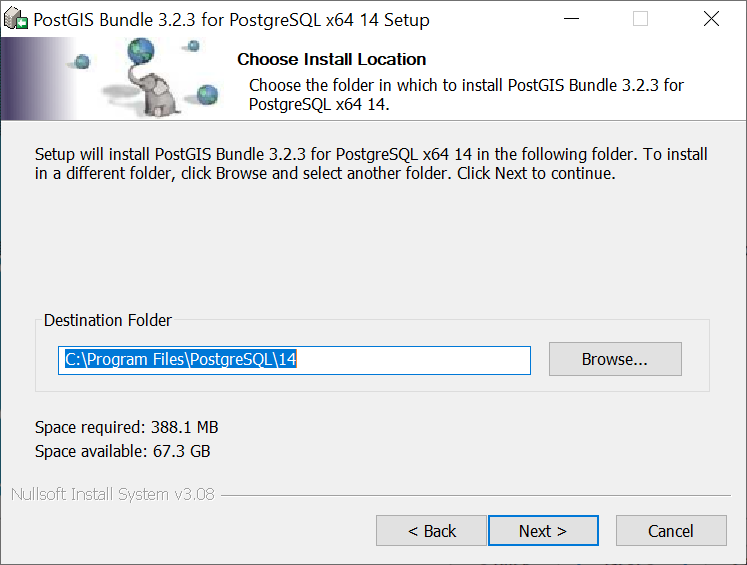 PostGIS Bundle 3.2.3 for PostgreSQL x64 14 Setup
Choose Install Location
Choose the folder in which to install PostGIS Bundle 3.2.3 for
PostgreSQL x64 14.
Setup will install PostGIS Bundle 3.2.3 for PostgreSQL x64 14 in the following folder. To install
in a different folder, click Browse and select another folder. Click Next to continue.
Destination Folder
C:\Program Files\PostgreSQL\14
Browse...
Space required: 388.1 MB
Space available: 67.3 GB
Nullsoft Install System v3.08
< Back
Next >
Cancel